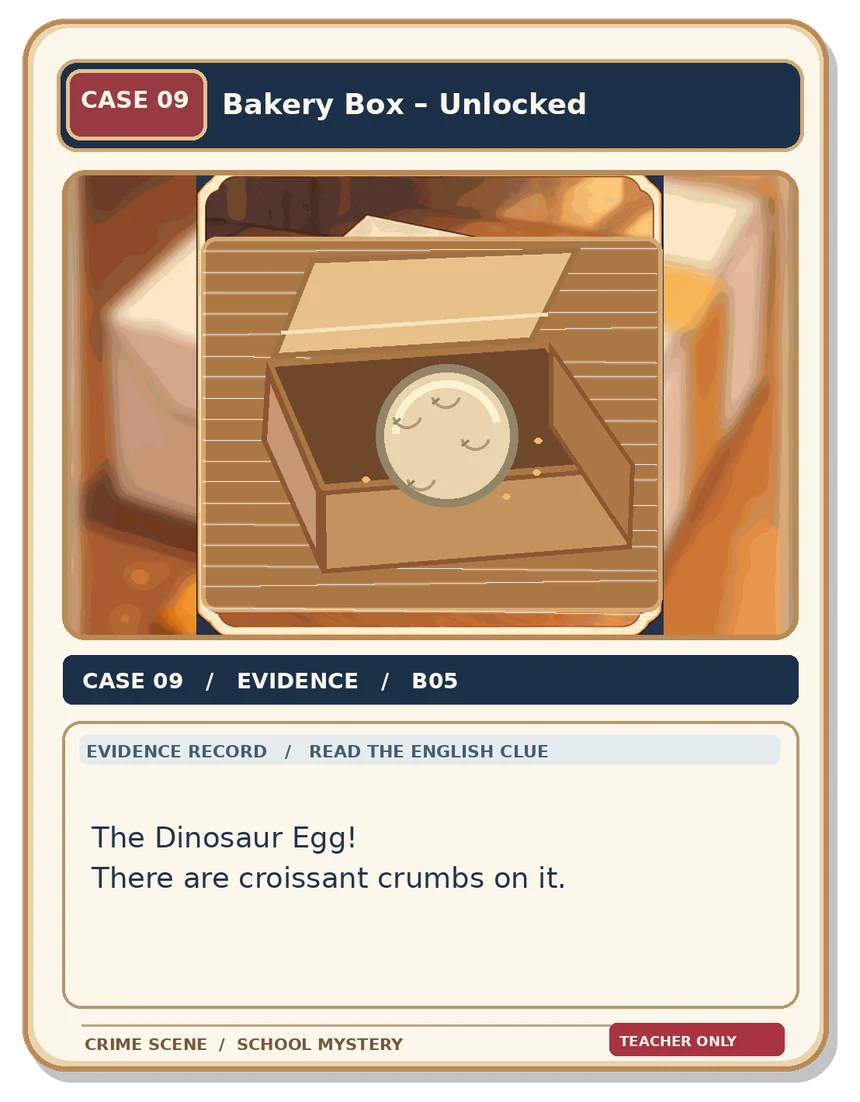 CASE 09
Bakery Box – Unlocked
CASE 09 / EVIDENCE / B05
EVIDENCE RECORD / READ THE ENGLISH CLUE
The Dinosaur Egg!
There are croissant crumbs on it.
CRIME SCENE / SCHOOL MYSTERY
TEACHER ONLY